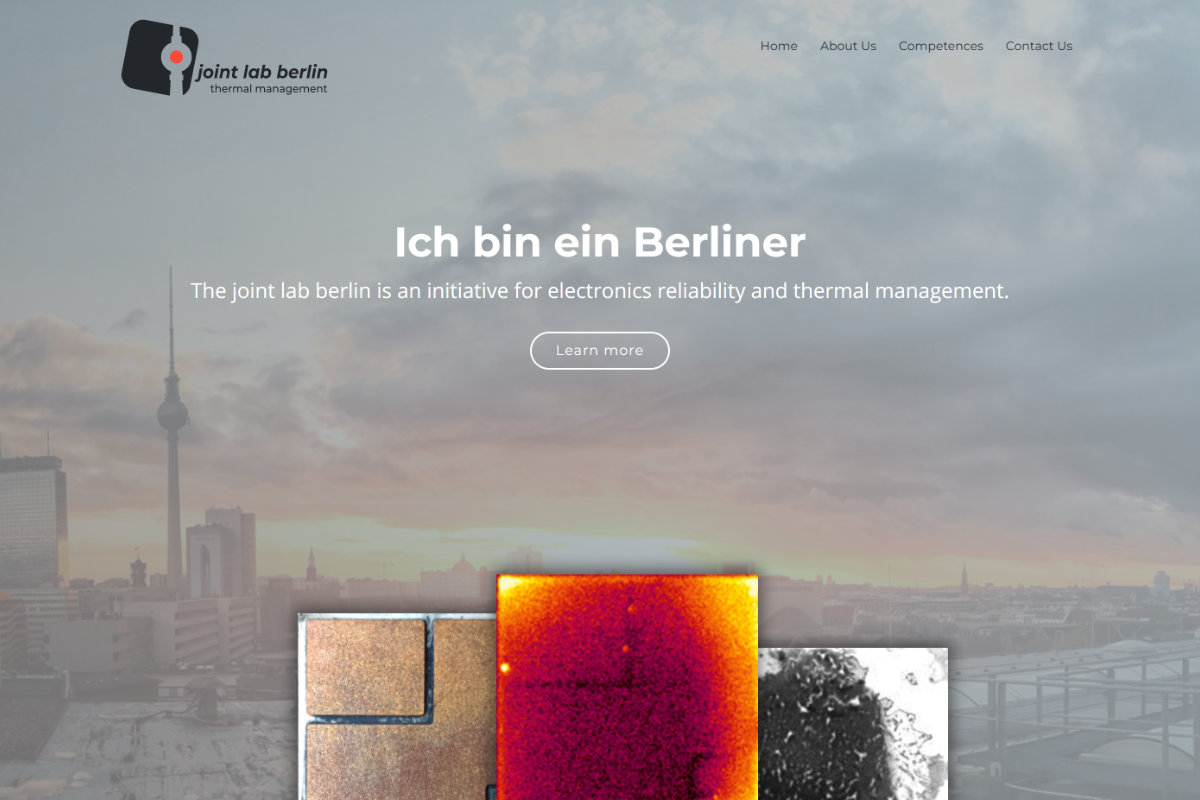 joint lab berlin
thermal management
Home
About Us
Competences
Contact Us
Ich bin ein Berliner
The joint lab berlin is an initiative for electronics reliability and thermal management.
Learn more